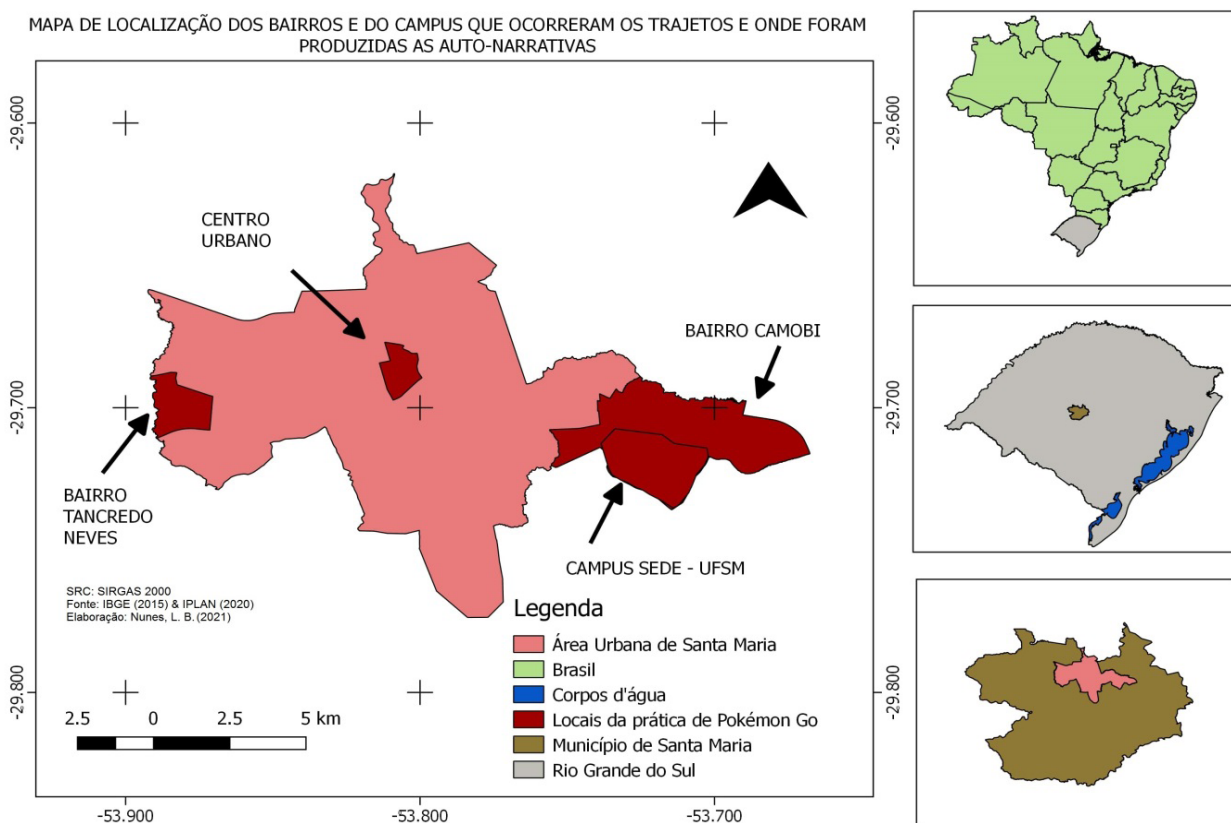 MAPA DE LOCALIZAÇÃO DOS BAIRROS E DO CAMPUS QUE OCORRERAM OS TRAJETOS E ONDE FORAM
PRODUZIDAS AS AUTO-NARRATIVAS
-29.600
-29.600
CENTRO
URBANO
BAIRRO CAMOBI
-29.700
-29.700
BAIRRO
TANCREDO
NEVES
CAMPUS SEDE - UFSM
SRC: SIRGAS 2000
Fonte: IBGE (2015) & IPLAN (2020)
Elaboração: Nunes, L. B. (2021)
Legenda
Área Urbana de Santa Maria
Brasil
Corpos d'água
Locais da prática de Pokémon Go
Município de Santa Maria
Rio Grande do Sul
-29.800
-29.800
2.5 0 2.5 5 km
-53.900 -53.800 -53.700